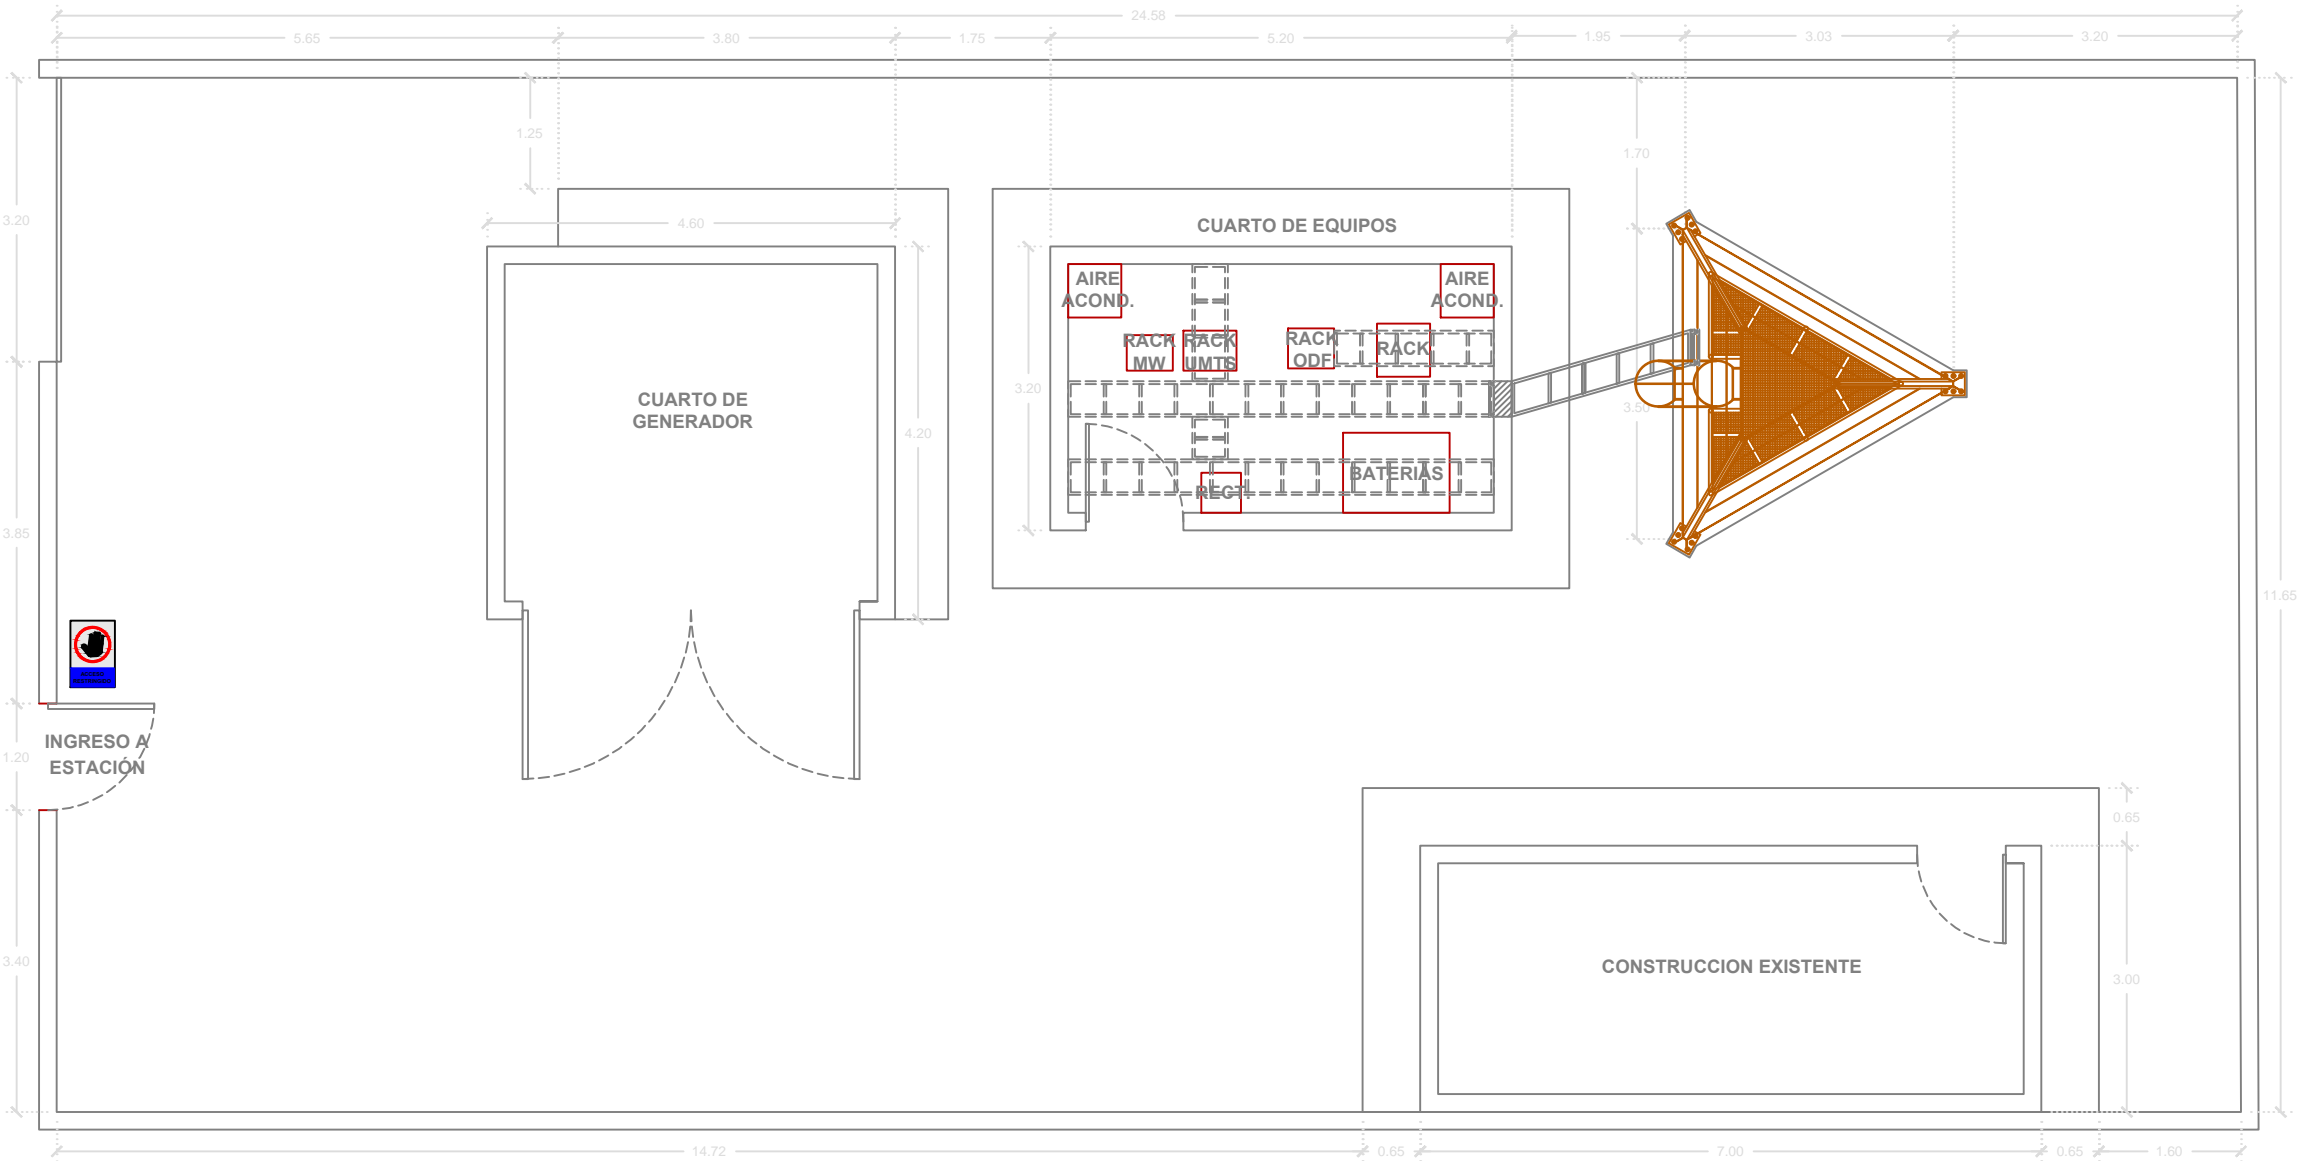 24.58
5.65
3.80
1.75
5.20
1.95
3.03
3.20
1.25
1.70
3.20
4.60
CUARTO DE EQUIPOS
AIRE
ACOND.
AIRE
ACOND.
RACK
MW
RACK
UMTS
RACK
ODF
RACK
3.20
3.50
CUARTO DE
GENERADOR
4.20
BATERIAS
RECT.
3.85
11.65
INGRESO A
ESTACIÓN
1.20
0.65
3.40
CONSTRUCCION EXISTENTE
3.00
14.72
0.65
7.00
0.65
1.60